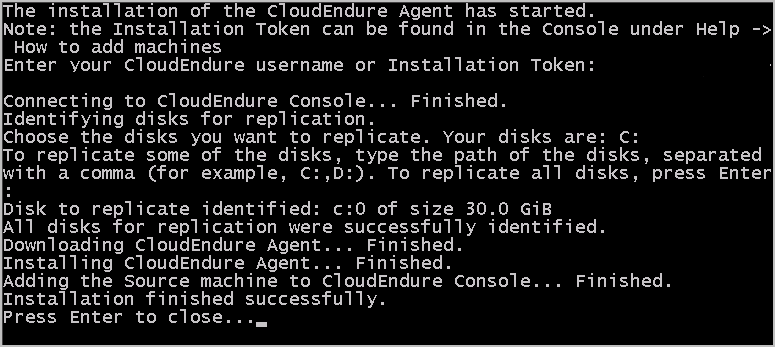 The installation of the CloudEndure Agent has started.
Note: the Installation Token can be found in the Console under Help ->
How to add machines
Enter your CloudEndure username or Installation Token:
Connecting to CloudEndure Console... Finished.
Identifying disks for replication.
Choose the disks you want to replicate. Your disks are: C:
To replicate some of the disks, type the path of the disks, separated
with a comma (for example, C:,D:). To replicate all disks, press Enter
:
Disk to replicate identified: c:0 of size 30.0 GiB
All disks for replication were successfully identified.
Downloading CloudEndure Agent... Finished.
Installing CloudEndure Agent... Finished.
Adding the Source machine to CloudEndure Console... Finished.
Installation finished successfully.
Press Enter to close...